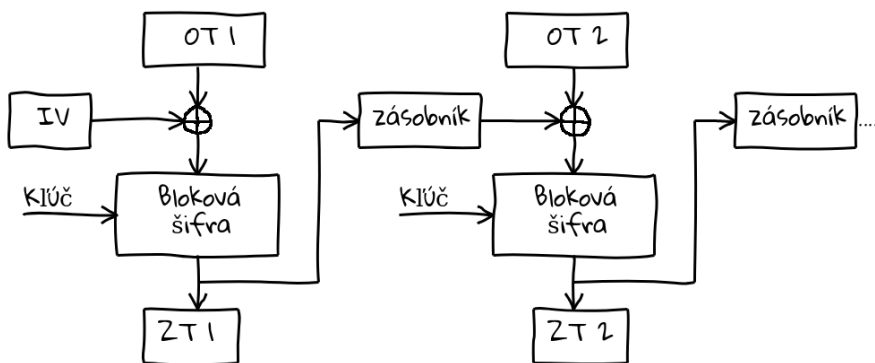 OT 1
OT 2
IV
zásobník
zásobník
....
Kľúč
Bloková
šifra
Kľúč
Bloková
šifra
ZT 1
ZT 2